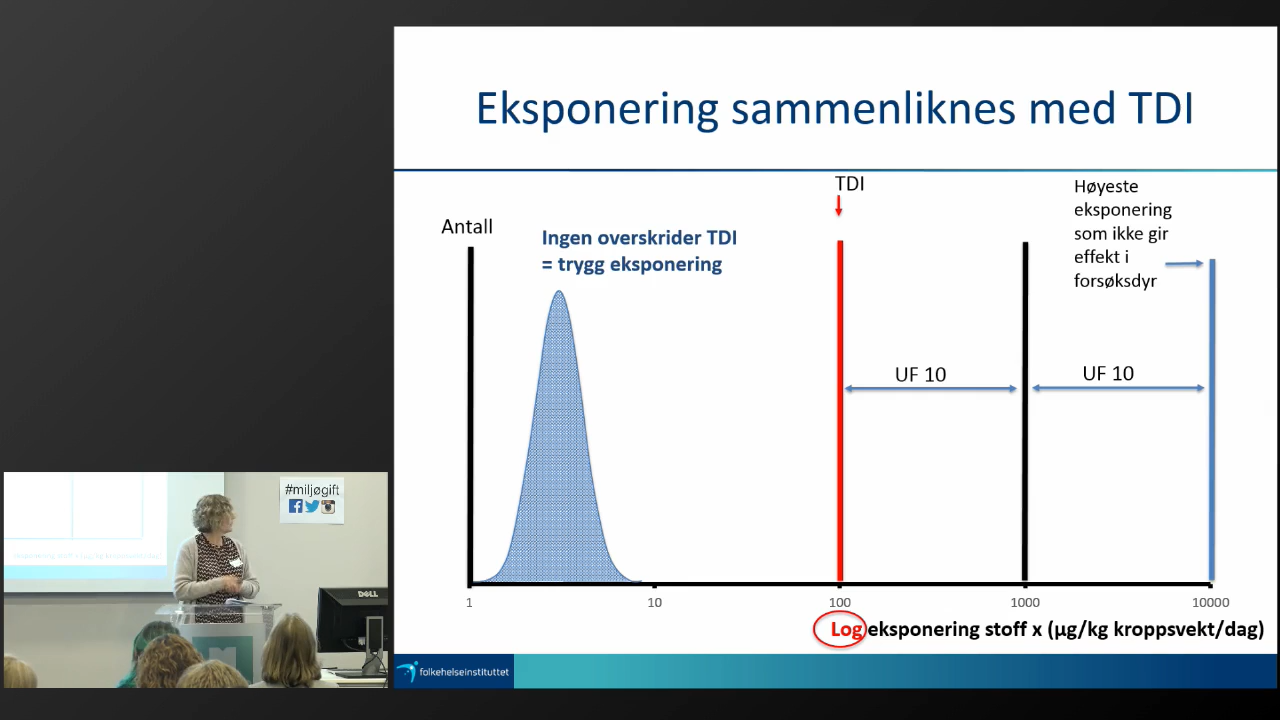 Eksponering sammenliknes med TDI
TDI
Høyeste
eksponering
som ikke gir
effekt i
forsøksdyr
Antall
Ingen overskrider TDI
= trygg eksponering
UF 10
UF 10
1
10
100
1000
10000
Log eksponering stoff x (µg/kg kroppsvekt/dag)
folkehelseinstituttet
#miljøgift
DELL